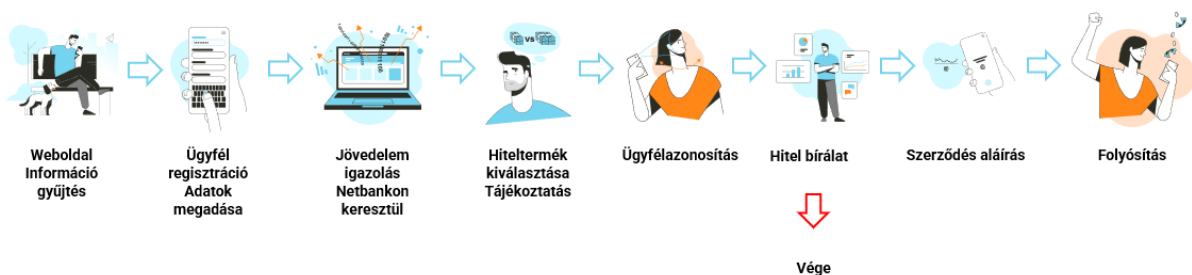 VS
Weboldal
Információ
gyűjtés
Ügyfél
regisztráció
Adatok
megadása
Jövedelem
igazolás
Netbankon
keresztül
Hiteltermék
kiválasztása
Tájékoztatás
Ügyfélazonosítás
Hitel bírálat
Szerződés aláírás
Folyósítás
Vége